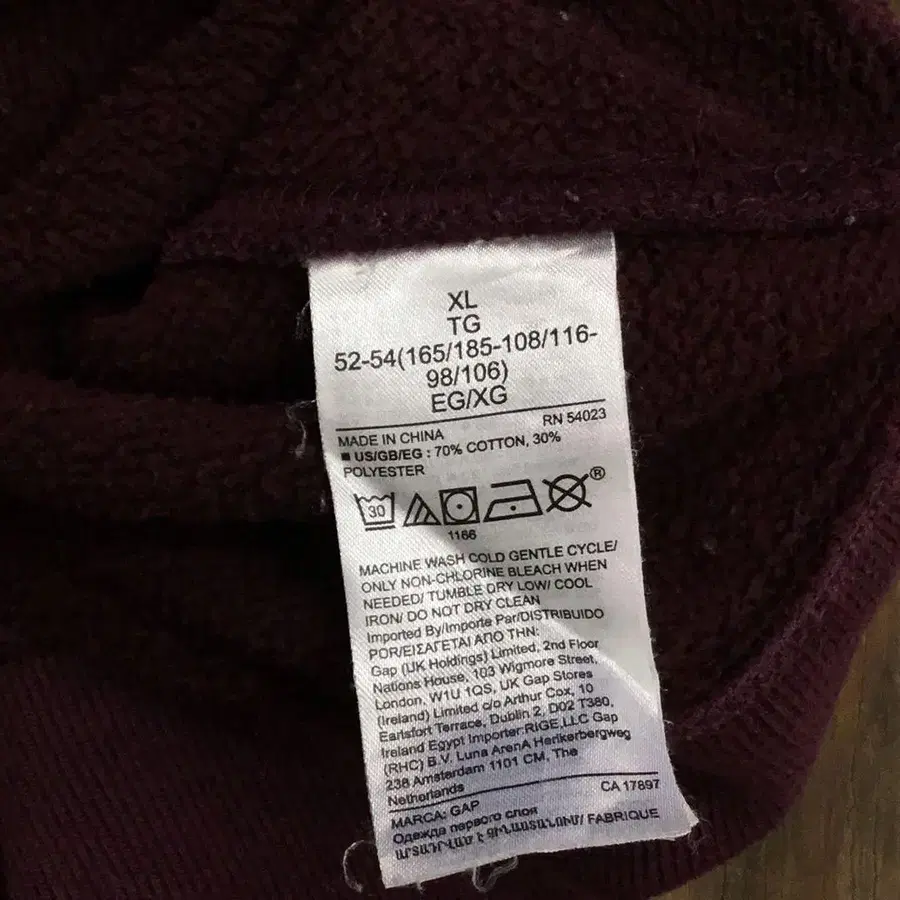 XL
TG
52-54(165/185-108/116-
98/106)
EG/XG
RN 54023
MADE IN CHINA
■ US/GB/EG : 70% COTTON, 30%
POLYESTER
30
®
1166
MACHINE WASH COLD GENTLE CYCLE/
ONLY NON-CHLORINE BLEACH WHEN
NEEDED/ TUMBLE DRY LOW/ COOL
IRON/ DO NOT DRY CLEAN
Imported By/Importe Par/DISTRIBUIDO
POR/ΕΙΣΑΓΕΤΑΙ ΑΠΟ ΤΗΝ:
Gap (UK Holdings) Limited, 2nd Floor
Nations House, 103 Wigmore Street,
London, W1U 1QS, UK Gap Stores
(Ireland) Limited c/o Arthur Cox, 10
Earlsfort Terrace, Dublin 2, D02 T380,
Ireland Egypt Importer:RIGE,LLC Gap
(RHC) B.V. Luna ArenA Herikerbergweg
238 Amsterdam 1101 CM, The
Netherlands
CA 17897
MARCA: GAP
Одежда первого слоя
ԱՐՏԱԴՐՎԱԾ Է ՉԻՆԱՍՏԱՆՈՒՄ/ FABRIQUE